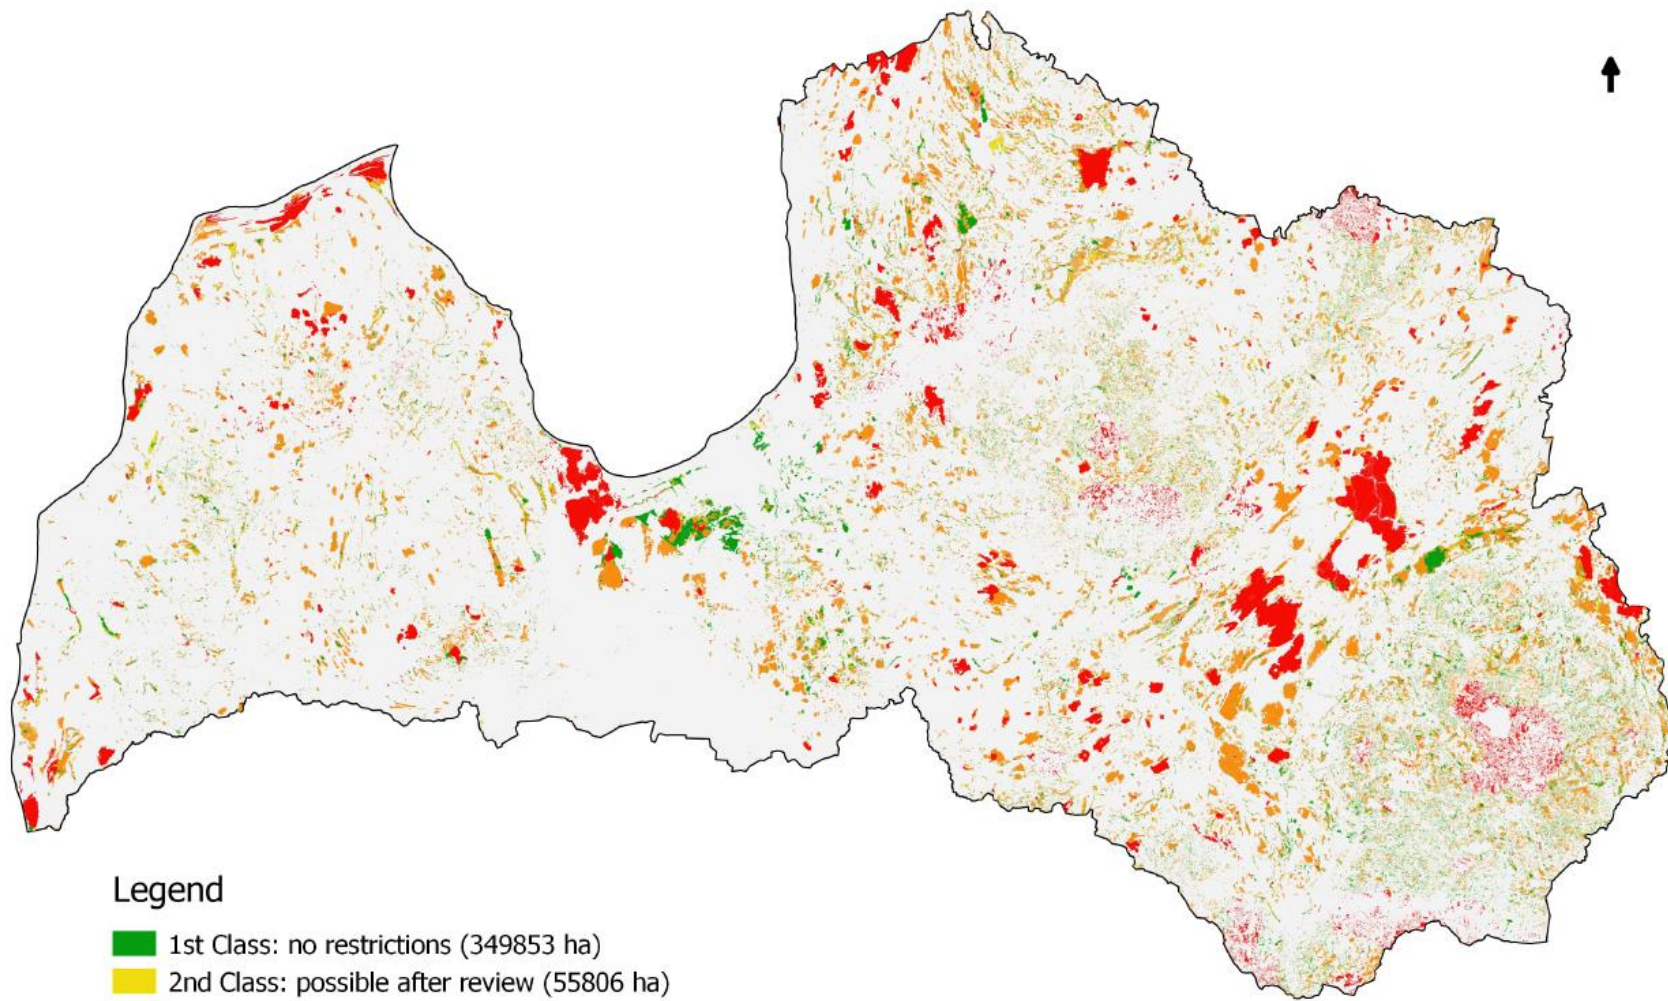 Legend
1st Class: no restrictions (349853 ha)
2nd Class: possible after review (55806 ha)